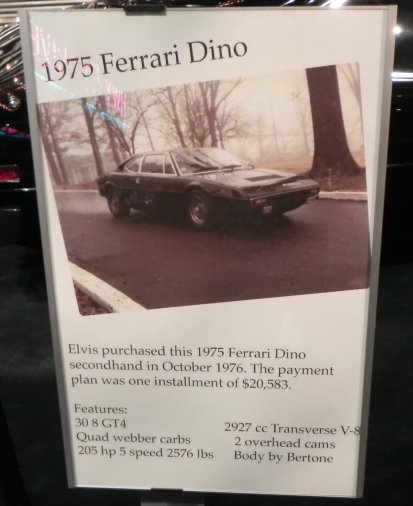 1975 Ferrari Dino
Elvis purchased this 1975 Ferrari Dino
secondhand in October 1976. The payment
plan was one installment of $20,583.
Features:
30 8 GT4
Quad webber carbs
205 hp 5 speed 2576 lbs
2927 cc Transverse V-8
2 overhead cams
Body by Bertone